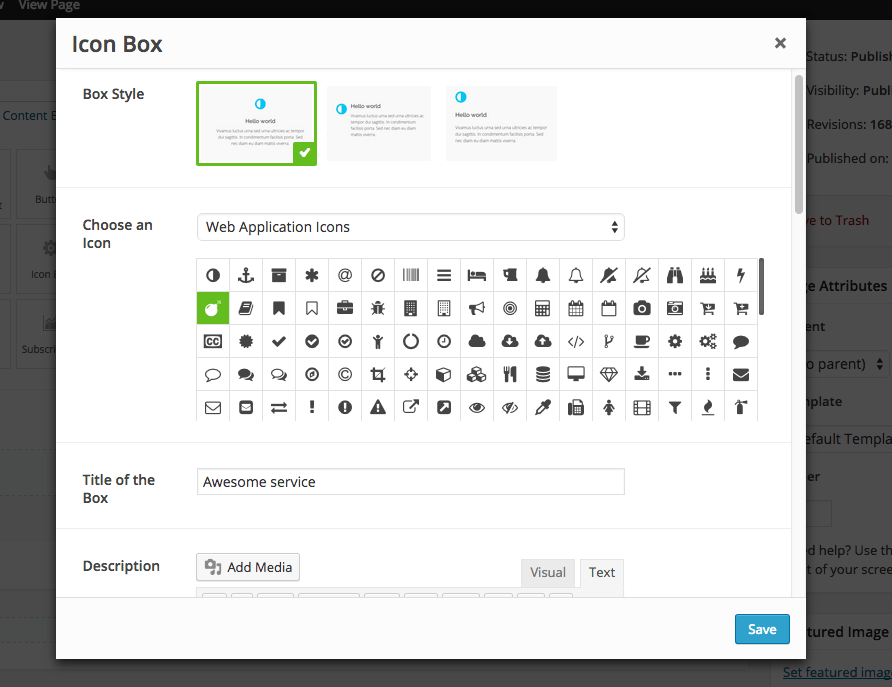 View Page
Icon Box
Status: Publish
Visibility: Publ
Revisions: 168
Published on:
Content E
Box Style
Hello world
Vivamus luctus urna sed urna ultricies ac tempor
dui sagittis. In condimentum facilisis porta. Sed
nec diam eu diam mattis viverra.
Hello world
Vivamus luctus urna sed urna ultricies ac
tempor dui sagittis. In condimentum
facilisis porta. Sed nec diam eu diam
mattis viverra.
Hello world
Vivamus luctus urna sed urna ultricies ac tempor
dui sagittis. In condimentum facilisis porta. Sed
nec diam eu diam mattis viverra.
Butt
Choose an
Icon
Web Application Icons
e to Trash
Icon
CC
ge Attributes
ent
o parent)
Subscri
mplate
efault Templa
er
Title of the
Box
Awesome service
d help? Use th
t of your scree
Description
Add Media
Visual
Text
Save
tured Image
Set featured imag